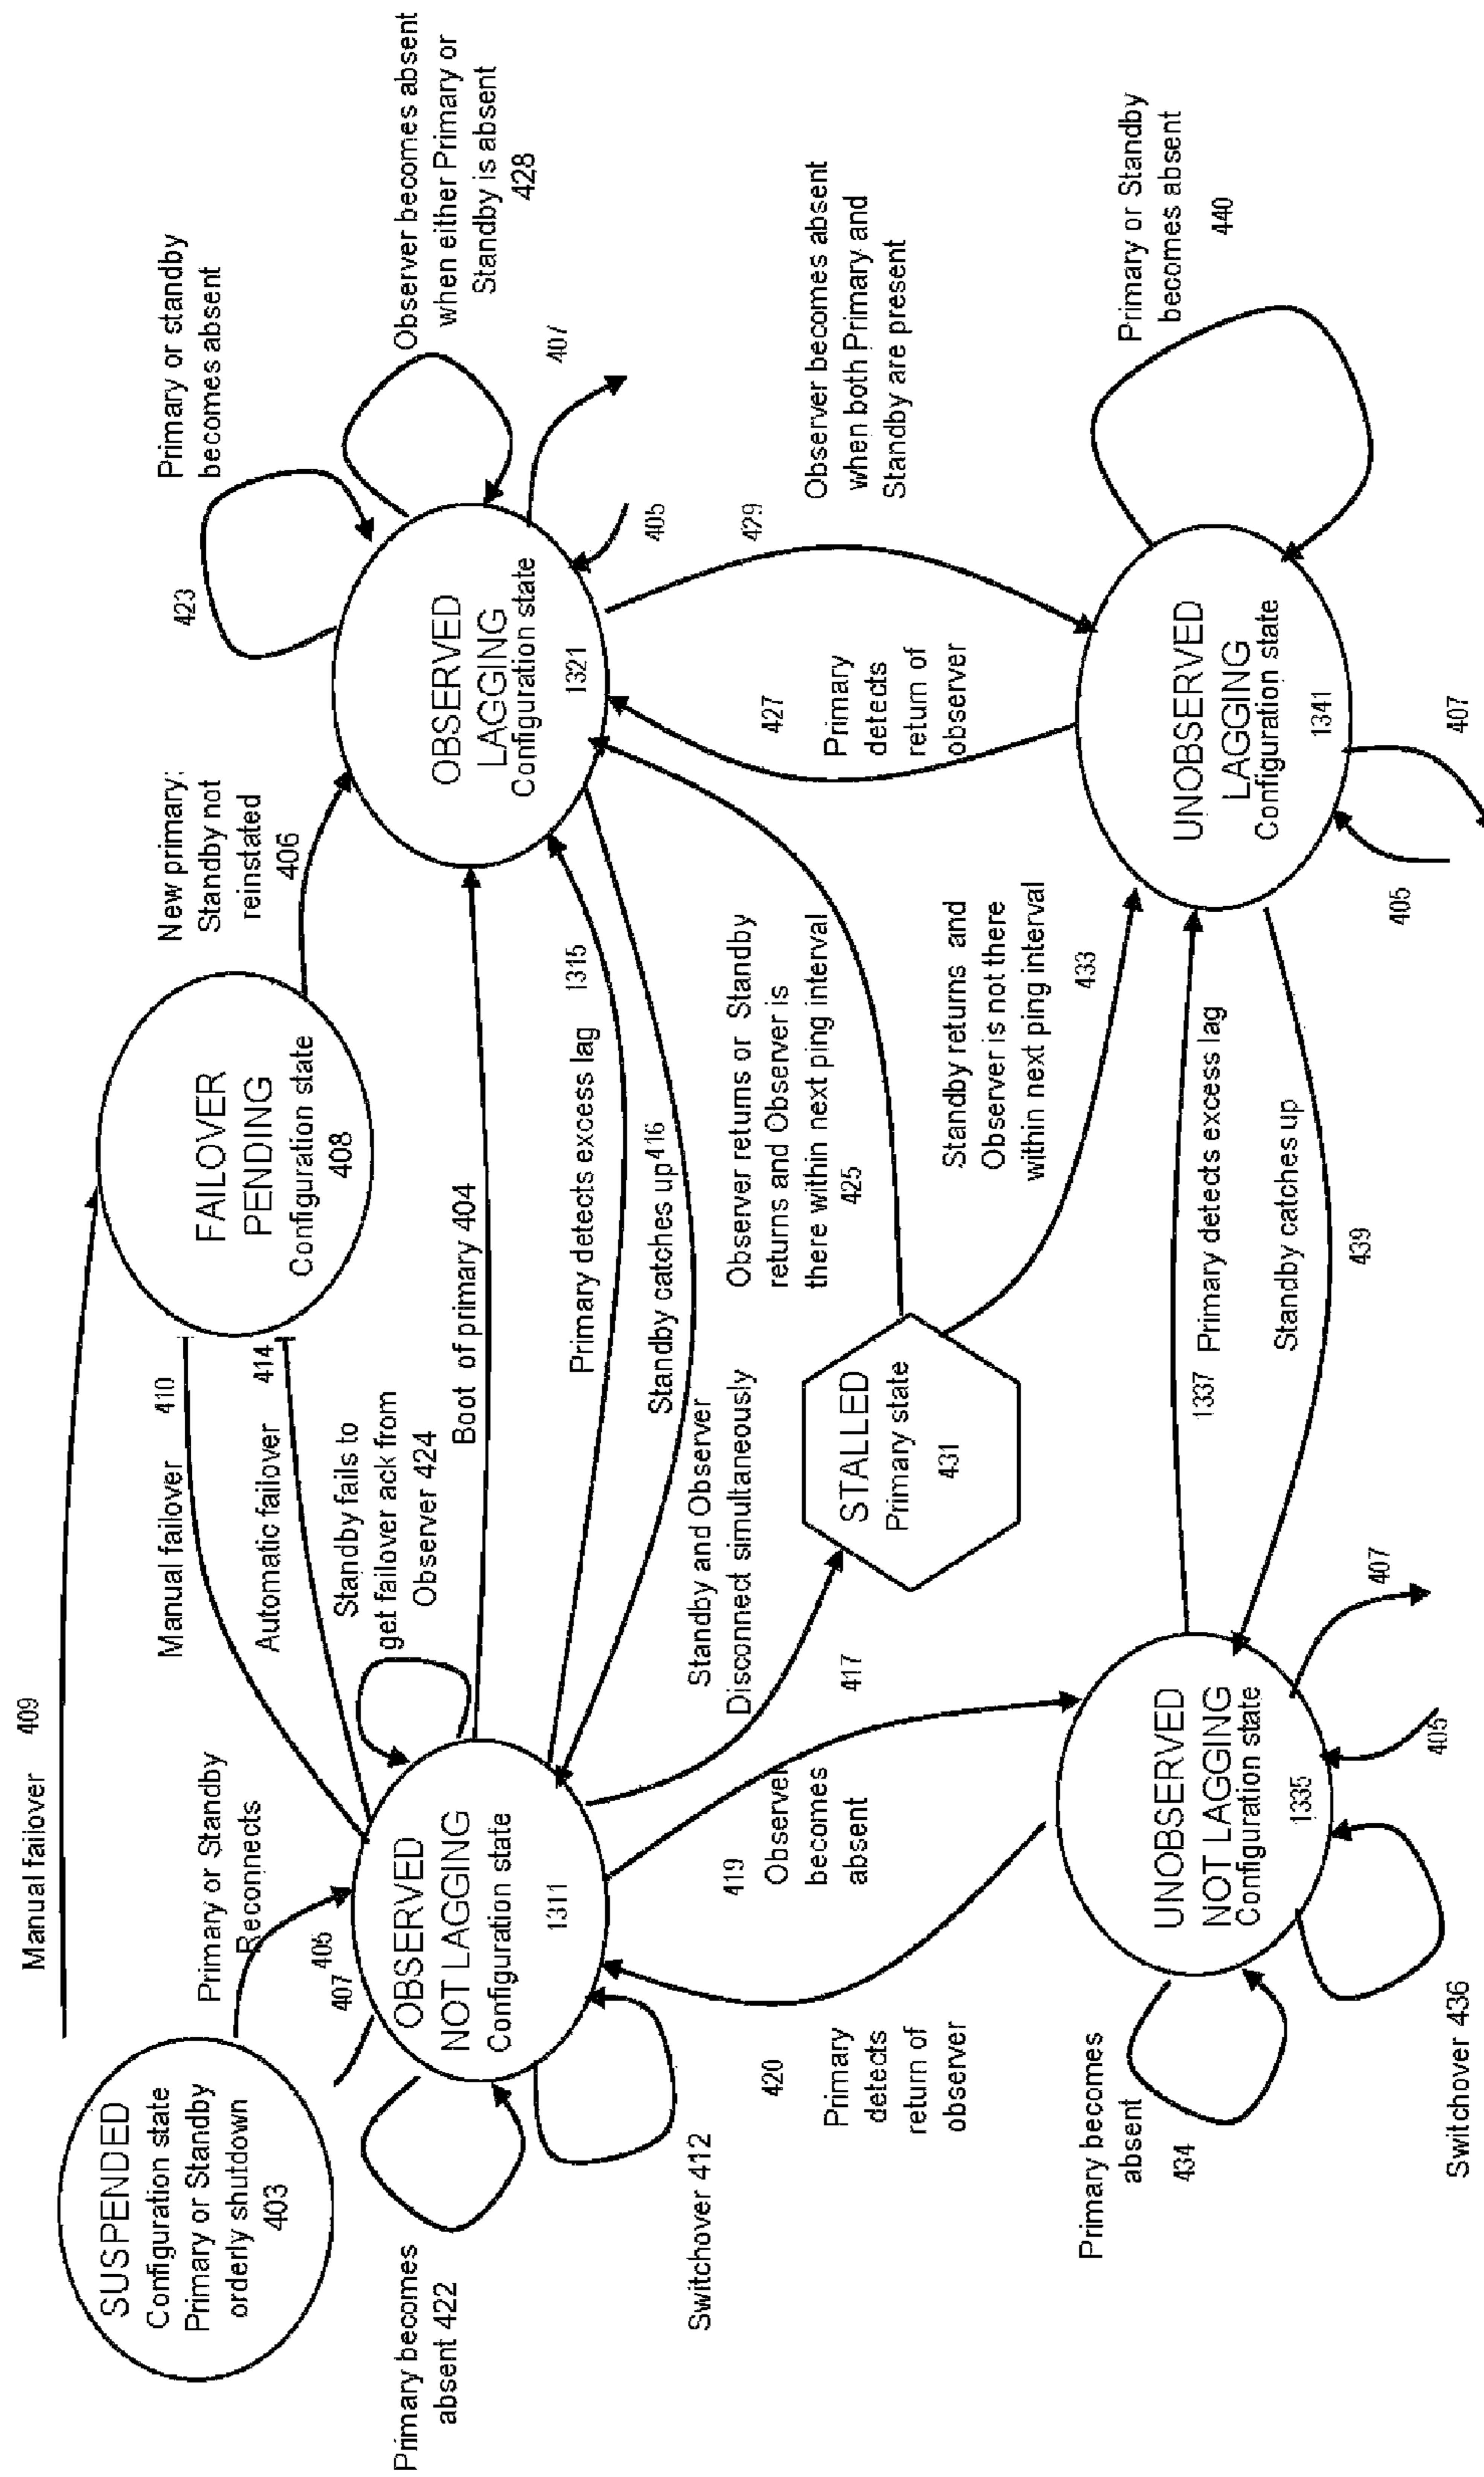 Manual failover 409
SUSPENDED
Configuration state
Primary or Standby
orderly shutdown
403
Primary or Standby
Reconnects
405
407
Manual failover 410
Automatic failover 414
FAILOVER
PENDING
Configuration state
408
New primary:
Standby not
reinstated
406
423
Primary or standby
becomes absent
Observer becomes absent
when either Primary or
Standby is absent
428
407
405
OBSERVED
LAGGING
Configuration state
1321
Standby fails to
get failover ack from
Observer 424
Boot of primary 404
Primary detects excess lag
1315
Standby catches up 416
OBSERVED
NOT LAGGING
Configuration state
1311
Primary becomes
absent 422
Switchover 412
Standby and Observer
Disconnect simultaneously
417
STALLED
Primary state
431
Observer returns or Standby
returns and Observer is
there within next ping interval
425
Standby returns and
Observer is not there
within next ping interval
433
427
Primary
detects
return of
observer
429
Observer becomes absent
when both Primary and
Standby are present
419
Observer
becomes
absent
420
Primary
detects
return of
observer
Primary becomes
absent
434
UNOBSERVED
NOT LAGGING
Configuration state
1335
Switchover 436
405
407
1337 Primary detects excess lag
Standby catches up
439
UNOBSERVED
LAGGING
Configuration state
1341
405
407
Primary or Standby
becomes absent
440